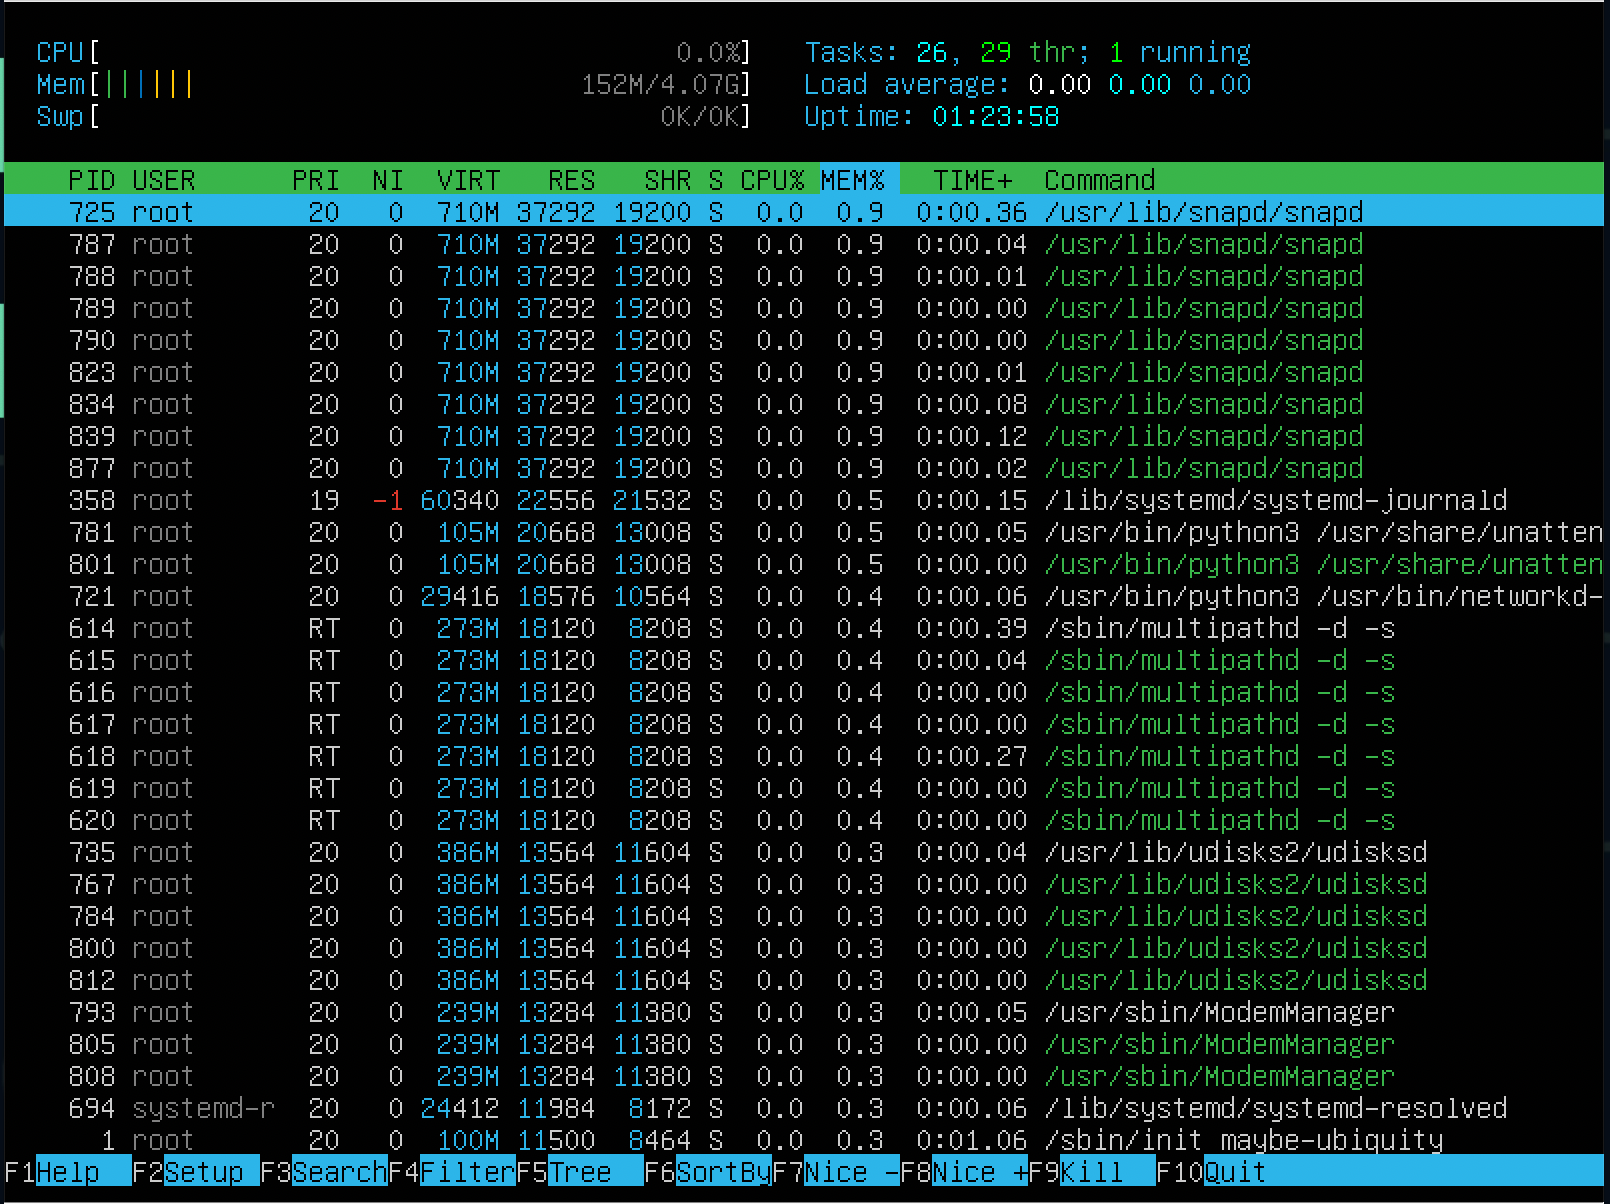 CPU[ 0.0%] Tasks: 26, 29 thr; 1 running
Mem[|||||| 152M/4.07G] Load average: 0.00 0.00 0.00
Swp[ 0K/0K] Uptime: 01:23:58
PID USER PRI NI VIRT RES SHR S CPU% MEM% TIME+ Command
725 root 20 0 710M 37292 19200 S 0.0 0.9 0:00.36 /usr/lib/snapd/snapd
787 root 20 0 710M 37292 19200 S 0.0 0.9 0:00.04 /usr/lib/snapd/snapd
788 root 20 0 710M 37292 19200 S 0.0 0.9 0:00.01 /usr/lib/snapd/snapd
789 root 20 0 710M 37292 19200 S 0.0 0.9 0:00.00 /usr/lib/snapd/snapd
790 root 20 0 710M 37292 19200 S 0.0 0.9 0:00.00 /usr/lib/snapd/snapd
823 root 20 0 710M 37292 19200 S 0.0 0.9 0:00.01 /usr/lib/snapd/snapd
834 root 20 0 710M 37292 19200 S 0.0 0.9 0:00.08 /usr/lib/snapd/snapd
839 root 20 0 710M 37292 19200 S 0.0 0.9 0:00.12 /usr/lib/snapd/snapd
877 root 20 0 710M 37292 19200 S 0.0 0.9 0:00.02 /usr/lib/snapd/snapd
358 root 19 -1 60340 22556 21532 S 0.0 0.5 0:00.15 /lib/systemd/systemd-journald
781 root 20 0 105M 20668 13008 S 0.0 0.5 0:00.05 /usr/bin/python3 /usr/share/unatten
801 root 20 0 105M 20668 13008 S 0.0 0.5 0:00.00 /usr/bin/python3 /usr/share/unatten
721 root 20 0 29416 18576 10564 S 0.0 0.4 0:00.06 /usr/bin/python3 /usr/bin/networkd-
614 root RT 0 273M 18120 8208 S 0.0 0.4 0:00.39 /sbin/multipathd -d -s
615 root RT 0 273M 18120 8208 S 0.0 0.4 0:00.04 /sbin/multipathd -d -s
616 root RT 0 273M 18120 8208 S 0.0 0.4 0:00.00 /sbin/multipathd -d -s
617 root RT 0 273M 18120 8208 S 0.0 0.4 0:00.00 /sbin/multipathd -d -s
618 root RT 0 273M 18120 8208 S 0.0 0.4 0:00.27 /sbin/multipathd -d -s
619 root RT 0 273M 18120 8208 S 0.0 0.4 0:00.00 /sbin/multipathd -d -s
620 root RT 0 273M 18120 8208 S 0.0 0.4 0:00.00 /sbin/multipathd -d -s
735 root 20 0 386M 13564 11604 S 0.0 0.3 0:00.04 /usr/lib/udisks2/udisksd
767 root 20 0 386M 13564 11604 S 0.0 0.3 0:00.00 /usr/lib/udisks2/udisksd
784 root 20 0 386M 13564 11604 S 0.0 0.3 0:00.00 /usr/lib/udisks2/udisksd
800 root 20 0 386M 13564 11604 S 0.0 0.3 0:00.00 /usr/lib/udisks2/udisksd
812 root 20 0 386M 13564 11604 S 0.0 0.3 0:00.00 /usr/lib/udisks2/udisksd
793 root 20 0 239M 13284 11380 S 0.0 0.3 0:00.05 /usr/sbin/ModemManager
805 root 20 0 239M 13284 11380 S 0.0 0.3 0:00.00 /usr/sbin/ModemManager
808 root 20 0 239M 13284 11380 S 0.0 0.3 0:00.00 /usr/sbin/ModemManager
694 systemd-r 20 0 24412 11984 8172 S 0.0 0.3 0:00.06 /lib/systemd/systemd-resolved
1 root 20 0 100M 11500 8464 S 0.0 0.3 0:01.06 /sbin/init maybe-ubiquity
F1Help F2Setup F3SearchF4FilterF5Tree F6SortByF7Nice -F8Nice +F9Kill F10Quit